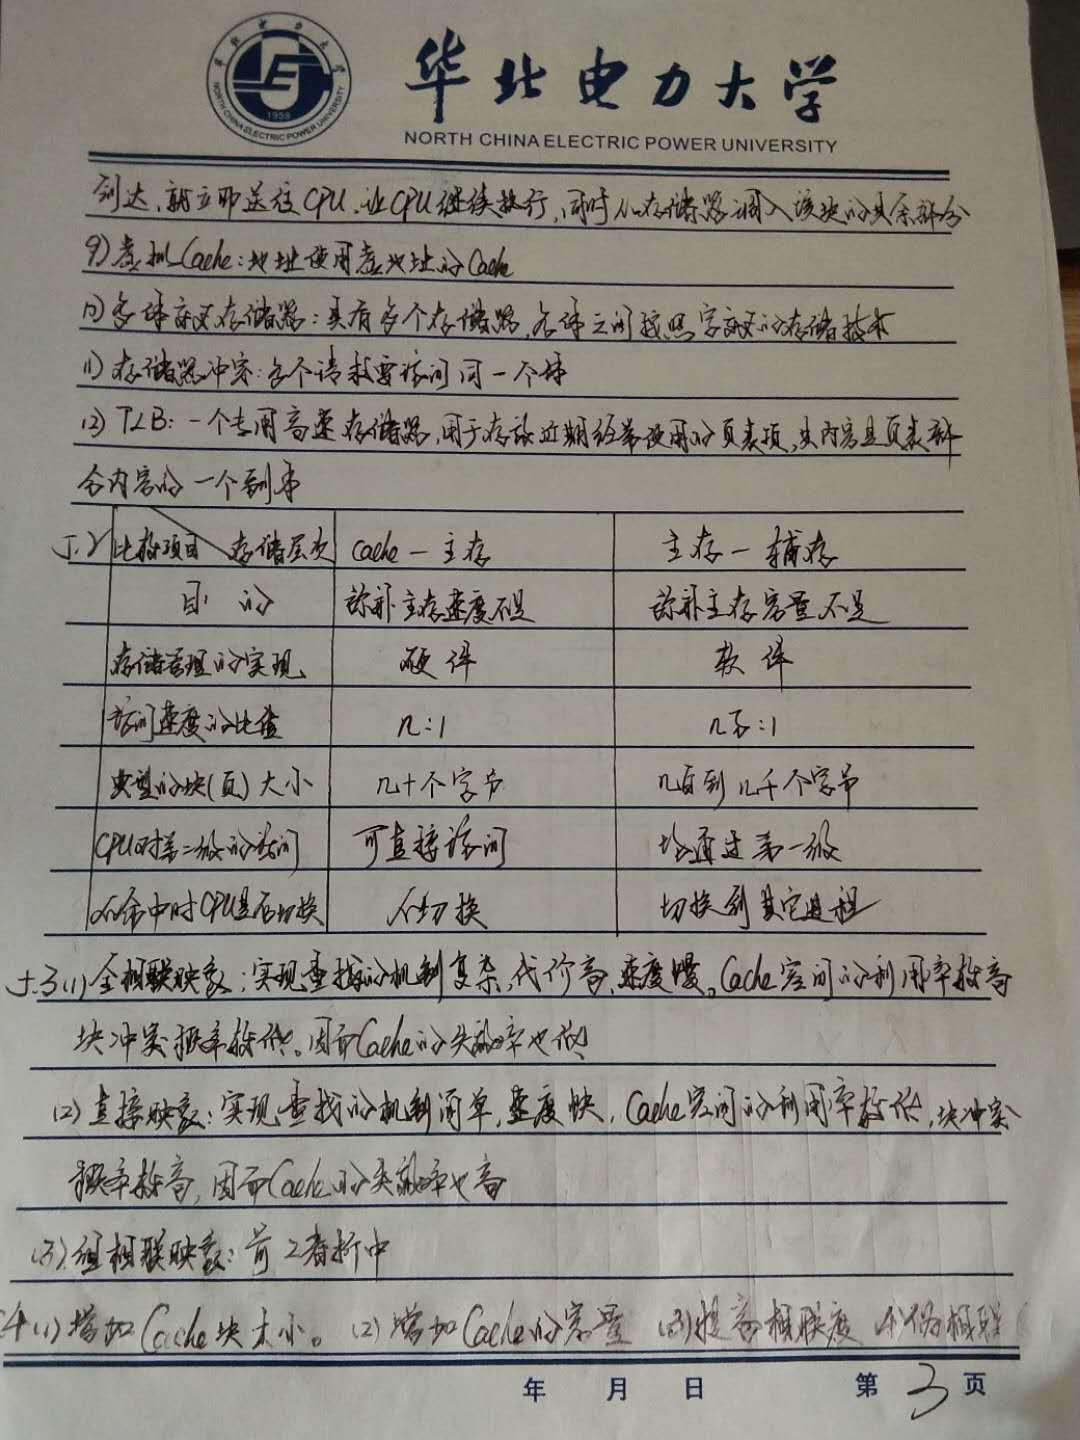 华北电力大学
NORTH CHINA ELECTRIC POWER UNIVERSITY
NORTH CHINA ELECTRIC POWER UNIVERSITY
1958
到达,就立即送往CPU,让CPU继续执行,同时从存储器调入该块的其余部分
9)虚拟Cache:地址使用虚地址的Cache
10)多体交叉存储器:具有多个存储器,各体之间按照字交叉的存储技术
11)存储器冲突:多个请求要访问同一个体
12)TLB:一个专用高速存储器,用于存放近期经常使用的页表项,其内容是页表部
分内容的一个副本
5.2 比较项目 存储层次 Cache—主存 主存—辅存
目的 弥补主存速度不足 弥补主存容量不足
存储管理的实现 硬件 软件
访问速度的比值 几:1 几万:1
典型的块(页)大小 几十个字节 几百到几千个字节
CPU对第二级的访问 可直接访问 均通过第一级
不命中时CPU是否切换 不切换 切换到其它进程
5.3(1)全相联映象:实现查找的机制复杂,代价高,速度慢。Cache空间的利用率较高
块冲突概率较低。因而Cache的失效率也低
(2)直接映象:实现查找的机制简单,速度快,Cache空间的利用率较低,块冲突
概率较高,因而Cache的失效率也高
(3)组相联映象:前2者折中
5.4(1)增加Cache块大小。(2)增加Cache的容量 (3)提高相联度 (4)伪相联
年 月 日 第3页